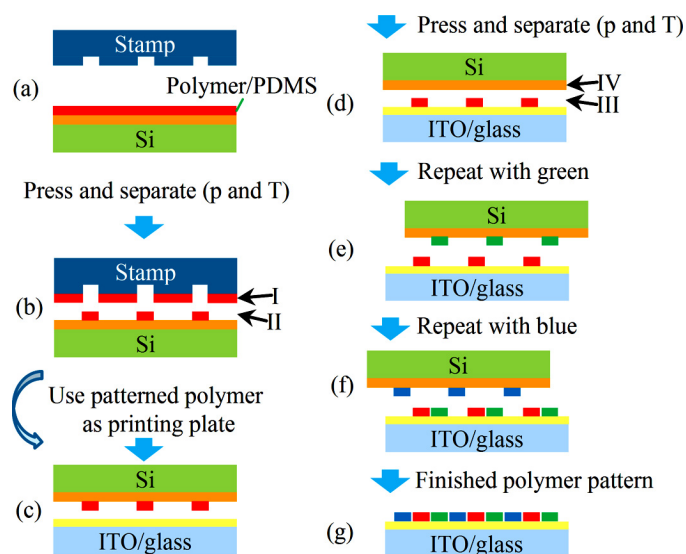 Stamp
(a)
Polymer/PDMS
Si
Press and separate (p and T)
Stamp
(b)
I
II
Si
Use patterned polymer
as printing plate
Si
(c)
ITO/glass
Press and separate (p and T)
Si
IV
(d)
III
ITO/glass
Repeat with green
Si
(e)
ITO/glass
Repeat with blue
Si
(f)
ITO/glass
Finished polymer pattern
(g)
ITO/glass